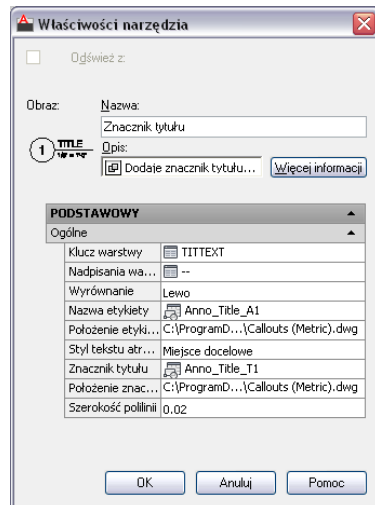 Właściwości narzędzia
Odśwież z:
Obraz: Nazwa:
Znacznik tytułu
1 TITLE
Opis:
Dodaje znacznik tytułu... Więcej informacji
PODSTAWOWY
Ogólne
Klucz warstwy TITTEXT
Nadpisania wa... --
Wyrównanie Lewo
Nazwa etykiety Anno_Title_A1
Położenie etyki... C:\ProgramD...\Callouts (Metric).dwg
Styl tekstu atr... Miejsce docelowe
Znacznik tytułu Anno_Title_T1
Położenie znac... C:\ProgramD...\Callouts (Metric).dwg
Szerokość polilinii 0.02
OK Anuluj Pomoc